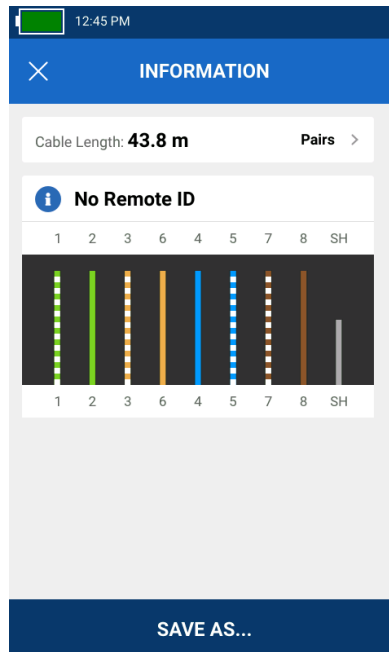 12:45 PM
INFORMATION
Cable Length: 43.8 m Pairs >
i No Remote ID
1 2 3 6 4 5 7 8 SH
1 2 3 6 4 5 7 8 SH
SAVE AS...